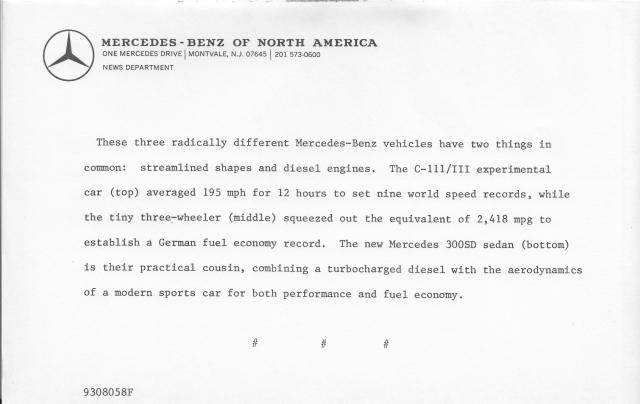 MERCEDES-BENZ OF NORTH AMERICA
ONE MERCEDES DRIVE | MONTVALE, N.J. 07645 | 201 573-0600
NEWS DEPARTMENT
These three radically different Mercedes-Benz vehicles have two things in
common: streamlined shapes and diesel engines. The C-111/III experimental
car (top) averaged 195 mph for 12 hours to set nine world speed records, while
the tiny three-wheeler (middle) squeezed out the equivalent of 2,418 mpg to
establish a German fuel economy record. The new Mercedes 300SD sedan (bottom)
is their practical cousin, combining a turbocharged diesel with the aerodynamics
of a modern sports car for both performance and fuel economy.
# # #
9308058F